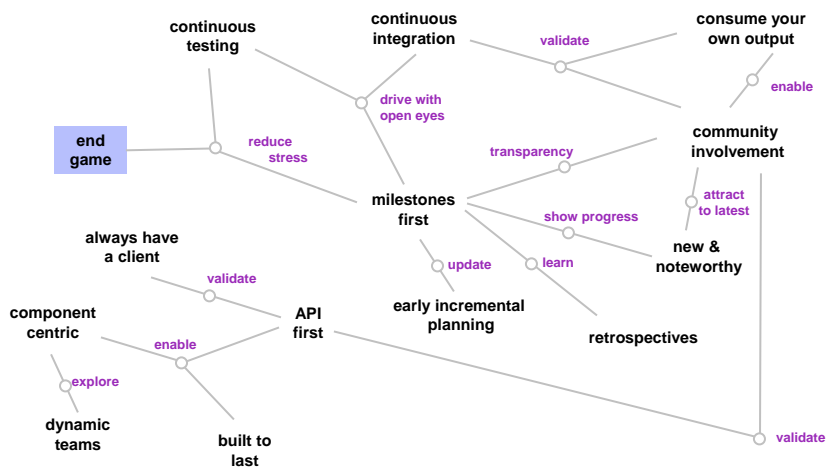 continuous
testing
continuous
integration
consume your
own output
validate
enable
drive with
open eyes
end
game
reduce
stress
transparency
community
involvement
milestones
first
attract
to latest
show progress
always have
a client
new &
noteworthy
validate
update
learn
component
centric
API
first
early incremental
planning
retrospectives
enable
explore
dynamic
teams
built to
last
validate